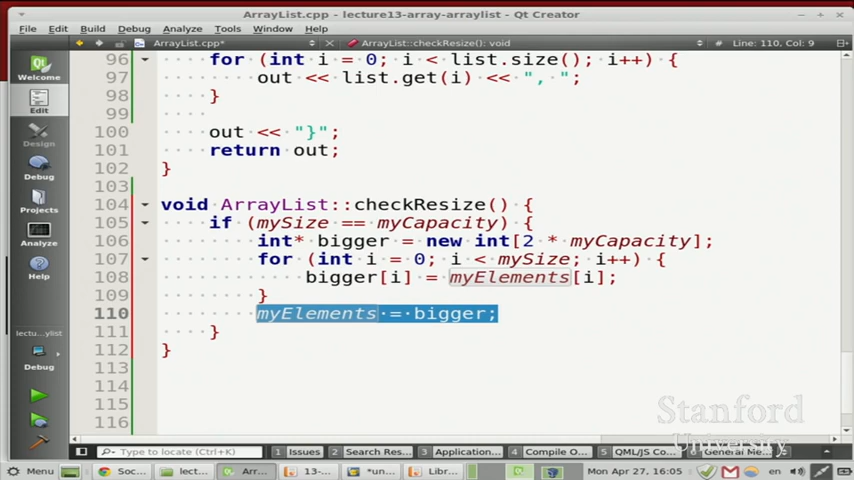 ArrayList.cpp - lecture13-array-arraylist - Qt Creator
File Edit Build Debug Analyze Tools Window Help
ArrayList.cpp* ArrayList::checkResize(): void Line: 110, Col: 9
Welcome
Edit
Design
Debug
Projects
Analyze
Help
lectu...ylist
Debug
96 for (int i = 0; i < list.size(); i++) {
97 out << list.get(i) << ", ";
98 }
99
100 out << "}";
101 return out;
102 }
103
104 void ArrayList::checkResize() {
105 if (mySize == myCapacity) {
106 int* bigger = new int[2 * myCapacity];
107 for (int i = 0; i < mySize; i++) {
108 bigger[i] = myElements[i];
109 }
110 myElements = bigger;
111 }
112 }
113
114
115
116
Stanford
University
Type to locate (Ctrl+K) 1 Issues 2 Search Res... 3 Application... 4 Compile O... 5 QML/JS Co... General Me...
Menu Soc... lect... Arr... 13-... *un... Libr... en Mon Apr 27, 16:05